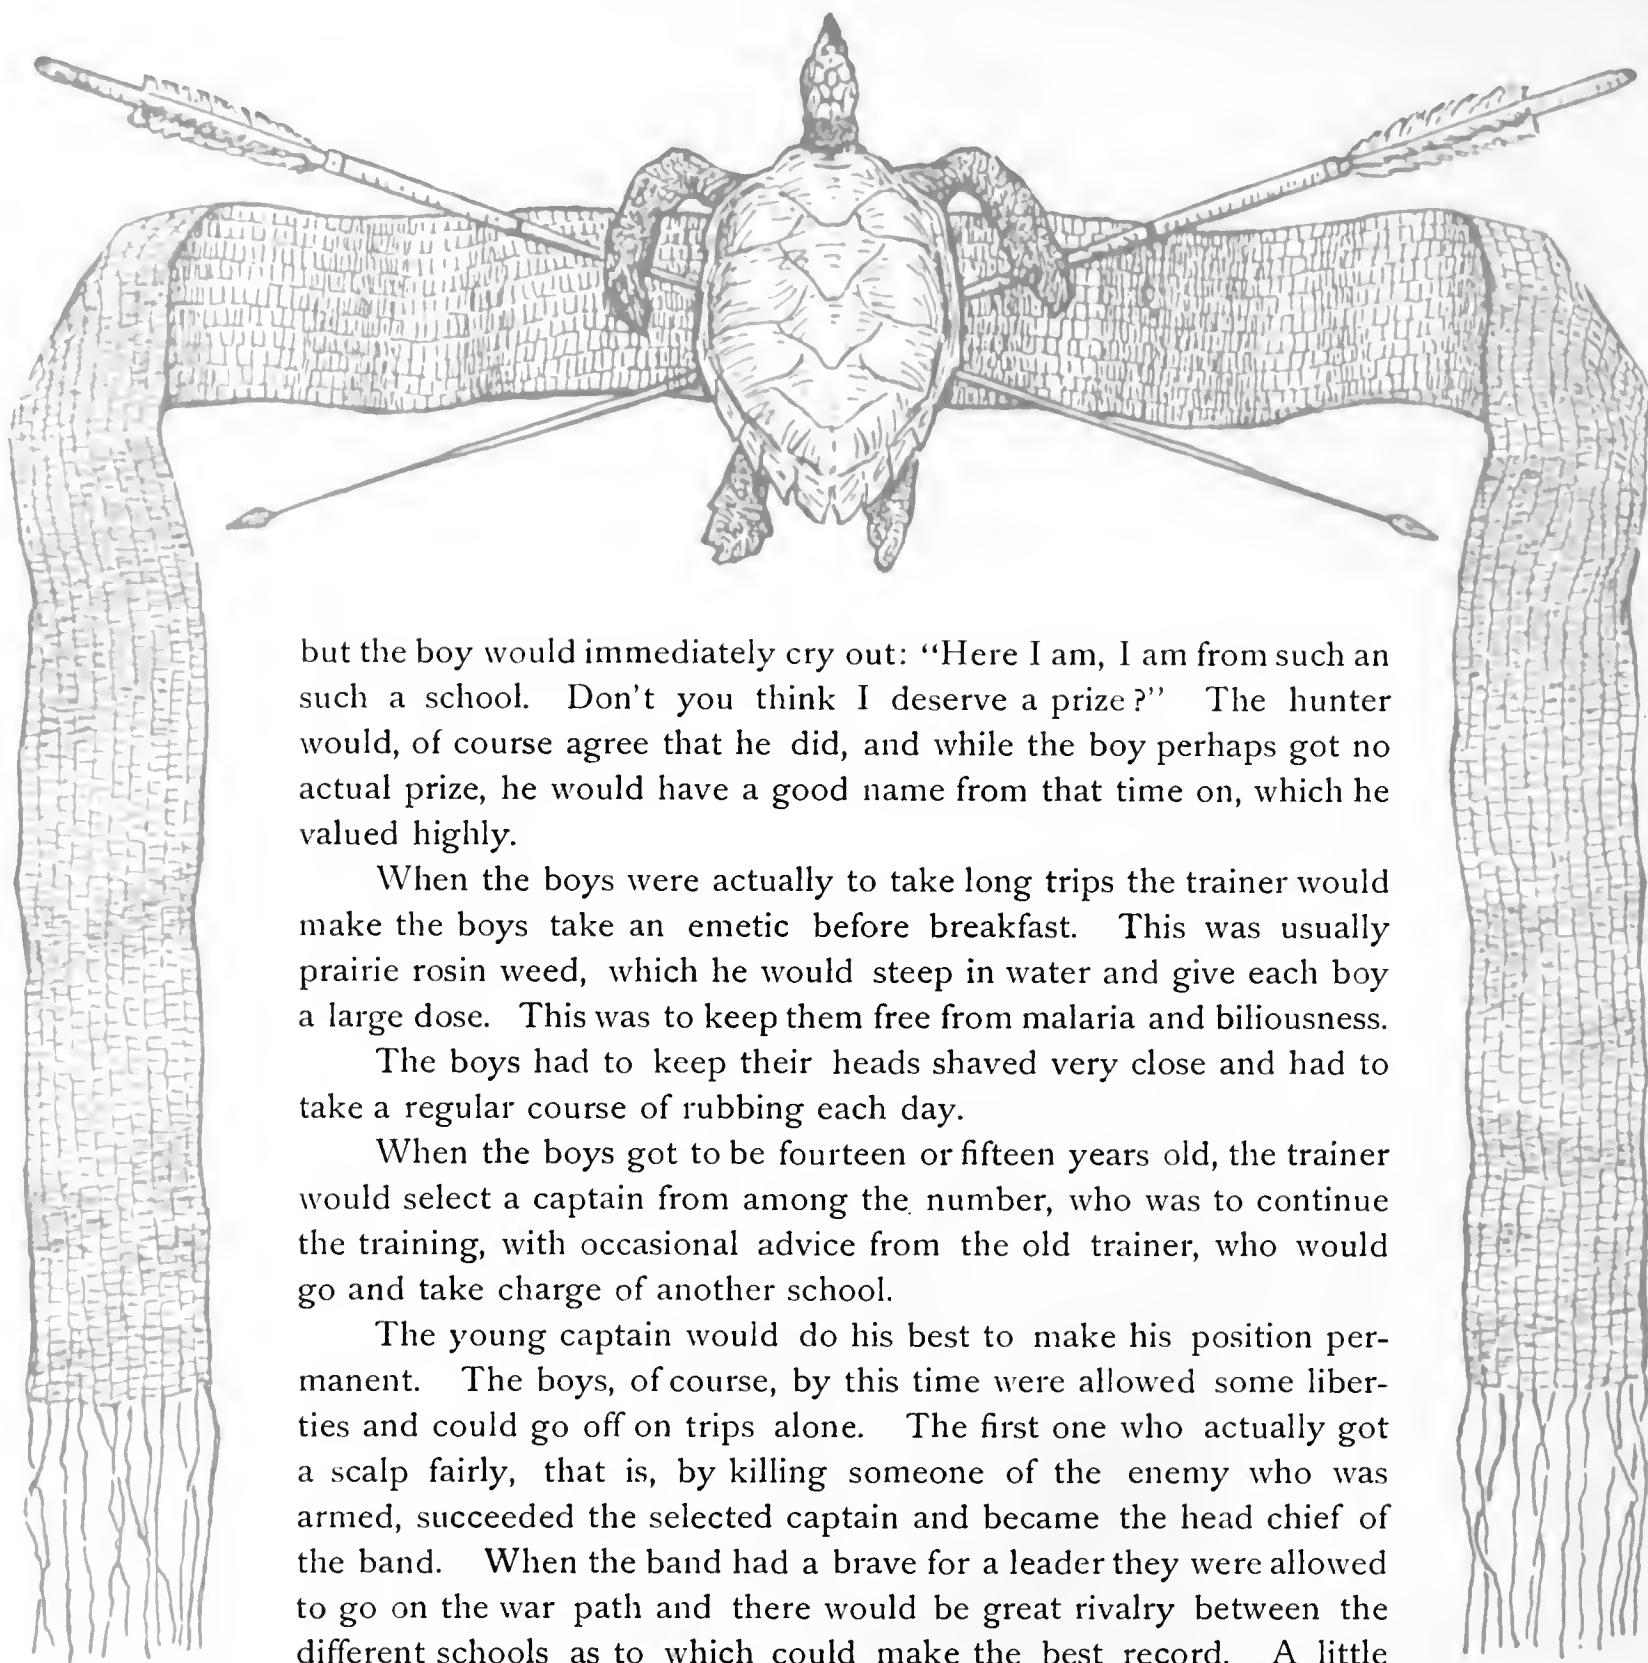 but the boy would immediately cry out: “Here I am, I am from such an
such a school. Don't you think I deserve a prize?” The hunter
would, of course agree that he did, and while the boy perhaps got no
actual prize, he would have a good name from that time on, which he
valued highly.
When the boys were actually to take long trips the trainer would
make the boys take an emetic before breakfast. This was usually
prairie rosin weed, which he would steep in water and give each boy
a large dose. This was to keep them free from malaria and biliousness.
The boys had to keep their heads shaved very close and had to
take a regular course of rubbing each day.
When the boys got to be fourteen or fifteen years old, the trainer
would select a captain from among the number, who was to continue
the training, with occasional advice from the old trainer, who would
go and take charge of another school.
The young captain would do his best to make his position per-
manent. The boys, of course, by this time were allowed some liber-
ties and could go off on trips alone. The first one who actually got
a scalp fairly, that is, by killing someone of the enemy who was
armed, succeeded the selected captain and became the head chief of
the band. When the band had a brave for a leader they were allowed
to go on the war path and there would be great rivalry between the
different schools as to which could make the best record. A little